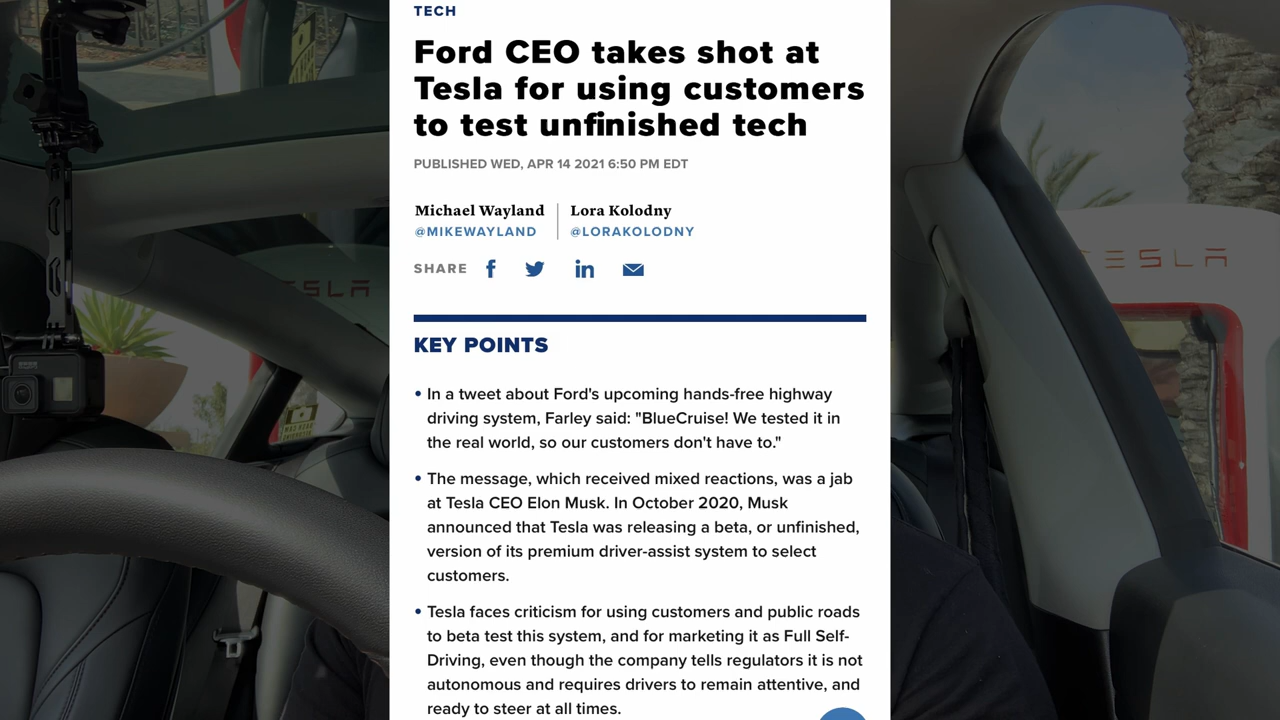 TECH
Ford CEO takes shot at
Tesla for using customers
to test unfinished tech
PUBLISHED WED, APR 14 2021 6:50 PM EDT
Michael Wayland
Lora Kolodny
@MIKEWAYLAND
@LORAKOLODNY
SHARE
KEY POINTS
• In a tweet about Ford's upcoming hands-free highway
driving system, Farley said: "BlueCruise! We tested it in
the real world, so our customers don't have to."
• The message, which received mixed reactions, was a jab
at Tesla CEO Elon Musk. In October 2020, Musk
announced that Tesla was releasing a beta, or unfinished,
version of its premium driver-assist system to select
customers.
• Tesla faces criticism for using customers and public roads
to beta test this system, and for marketing it as Full Self-
Driving, even though the company tells regulators it is not
autonomous and requires drivers to remain attentive, and
ready to steer at all times.
TESLA